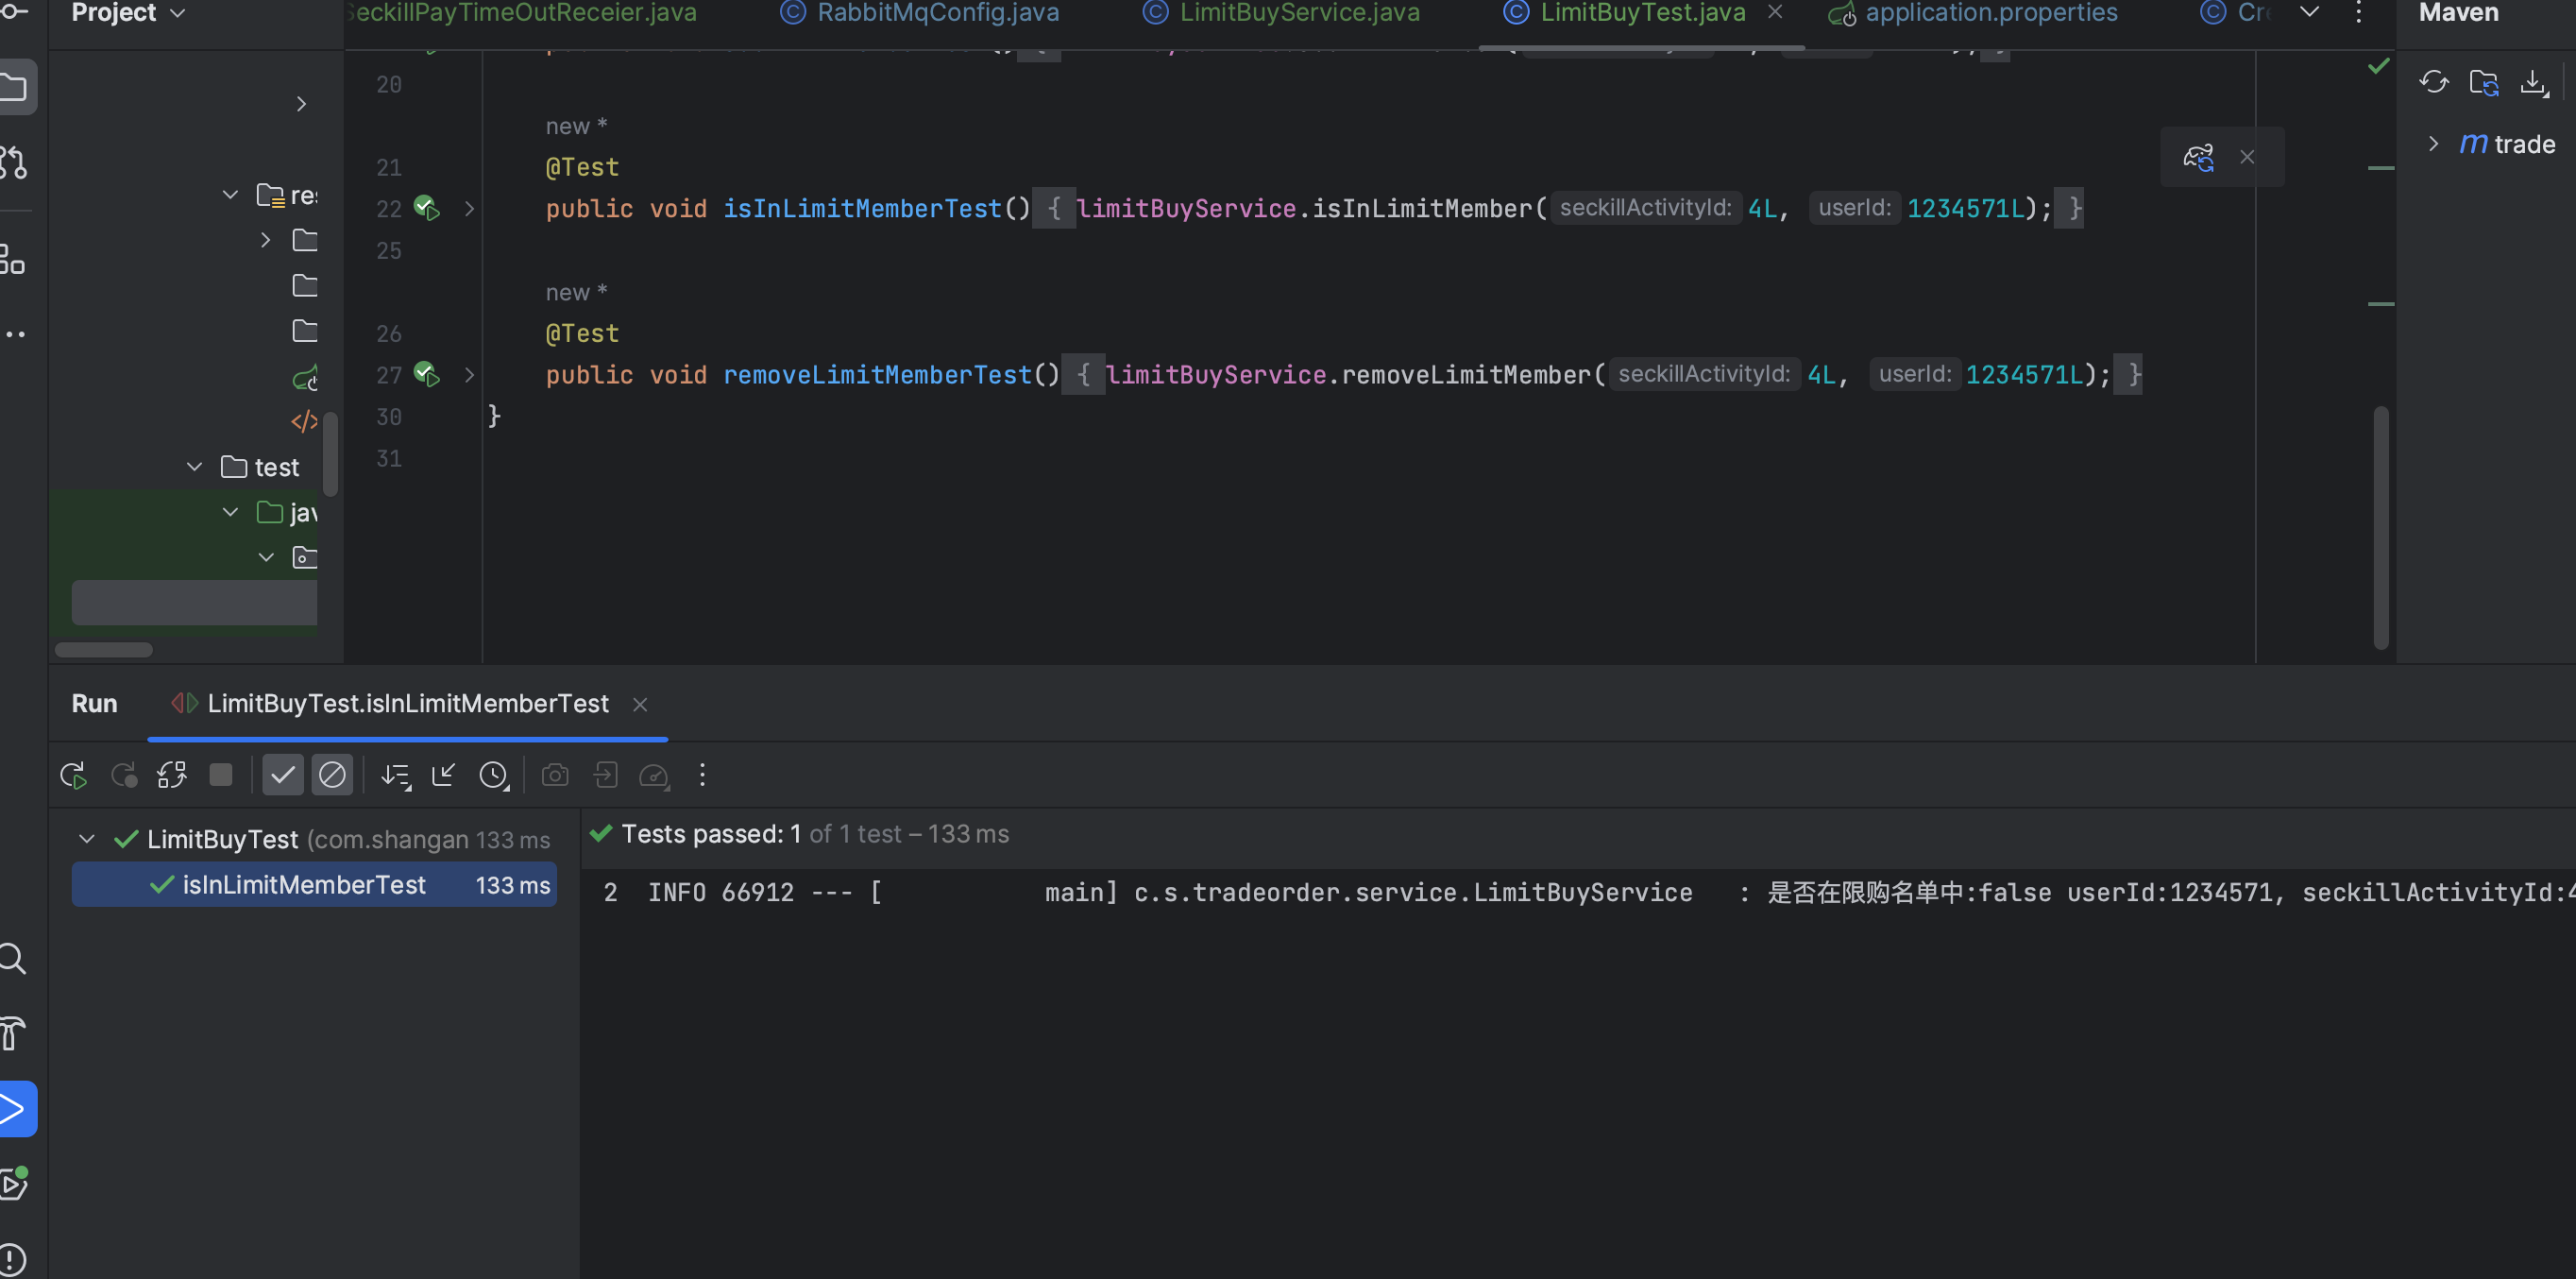 Project
SeckillPayTimeOutReceier.java RabbitMqConfig.java LimitBuyService.java LimitBuyTest.java application.properties Cre
Maven
20
new *
21 @Test
22 public void isInLimitMemberTest() { limitBuyService.isInLimitMember( seckillActivityId: 4L, userId: 1234571L); }
25
new *
26 @Test
27 public void removeLimitMemberTest() { limitBuyService.removeLimitMember( seckillActivityId: 4L, userId: 1234571L); }
30 }
31
res
test
jav
trade
Run LimitBuyTest.isInLimitMemberTest
LimitBuyTest (com.shangan 133 ms
isInLimitMemberTest 133 ms
Tests passed: 1 of 1 test – 133 ms
2 INFO 66912 --- [ main] c.s.tradeorder.service.LimitBuyService : 是否在限购名单中:false userId:1234571, seckillActivityId:4